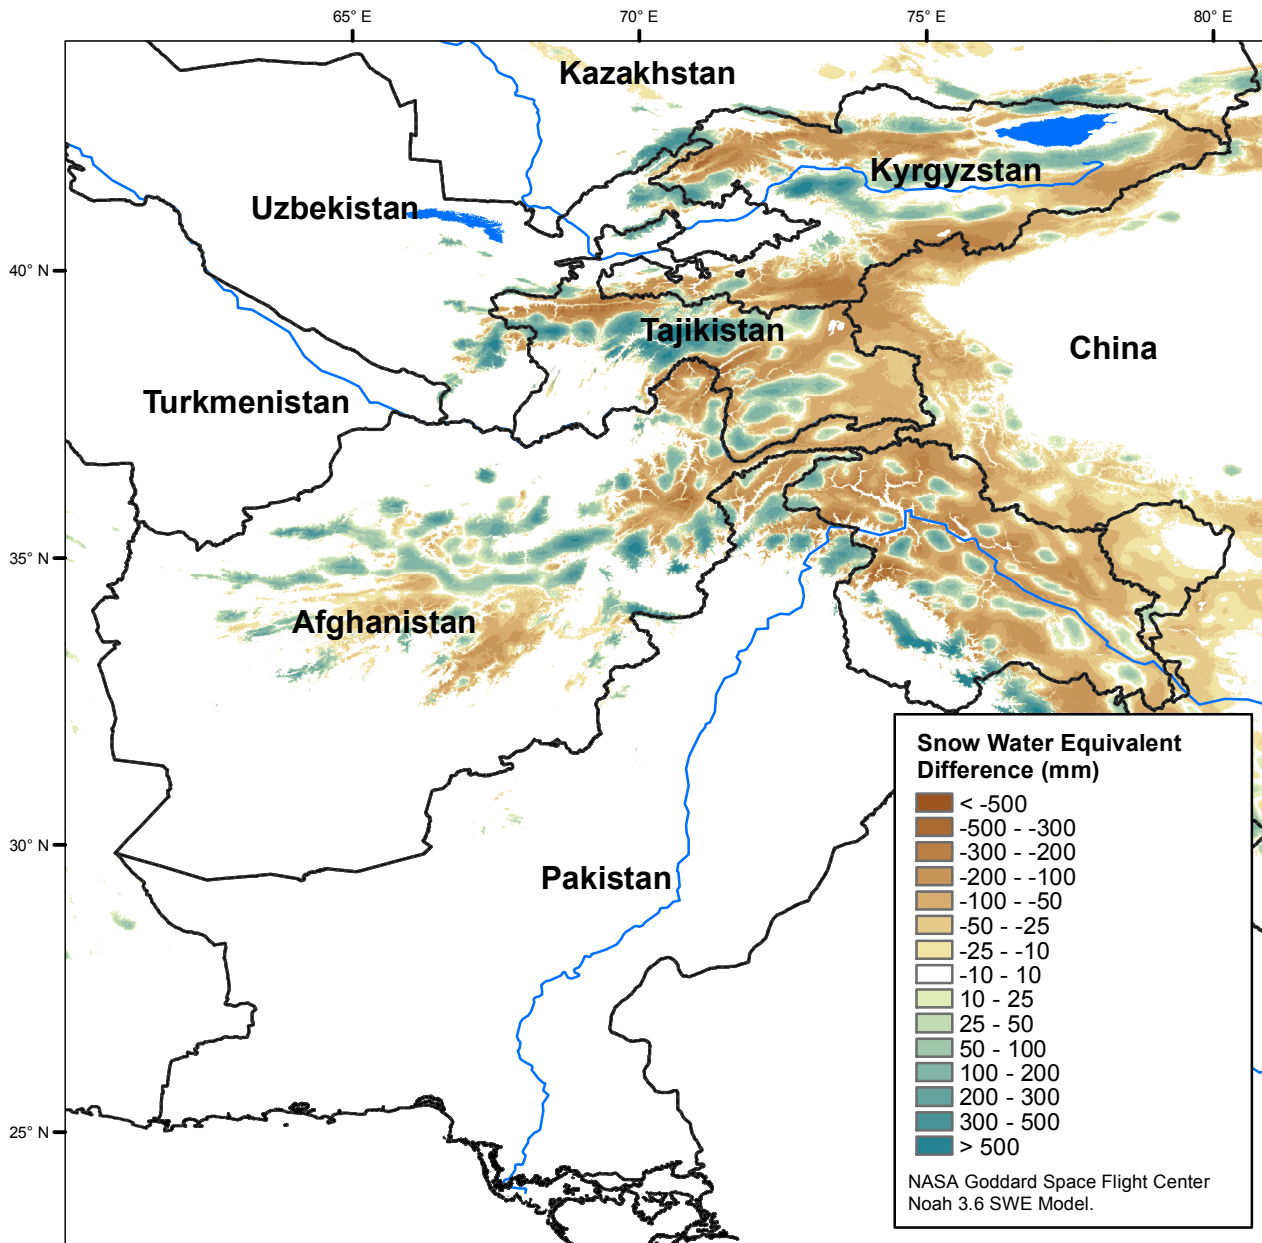 65° E
70° E
75° E
80° E
Kazakhstan
Kyrgyzstan
Uzbekistan
40° N
Tajikistan
China
Turkmenistan
35° N
Afghanistan
30° N
Pakistan
25° N
Snow Water Equivalent
Difference (mm)
< -500
-500 - -300
-300 - -200
-200 - -100
-100 - -50
-50 - -25
-25 - -10
-10 - 10
10 - 25
25 - 50
50 - 100
100 - 200
200 - 300
300 - 500
> 500
NASA Goddard Space Flight Center
Noah 3.6 SWE Model.